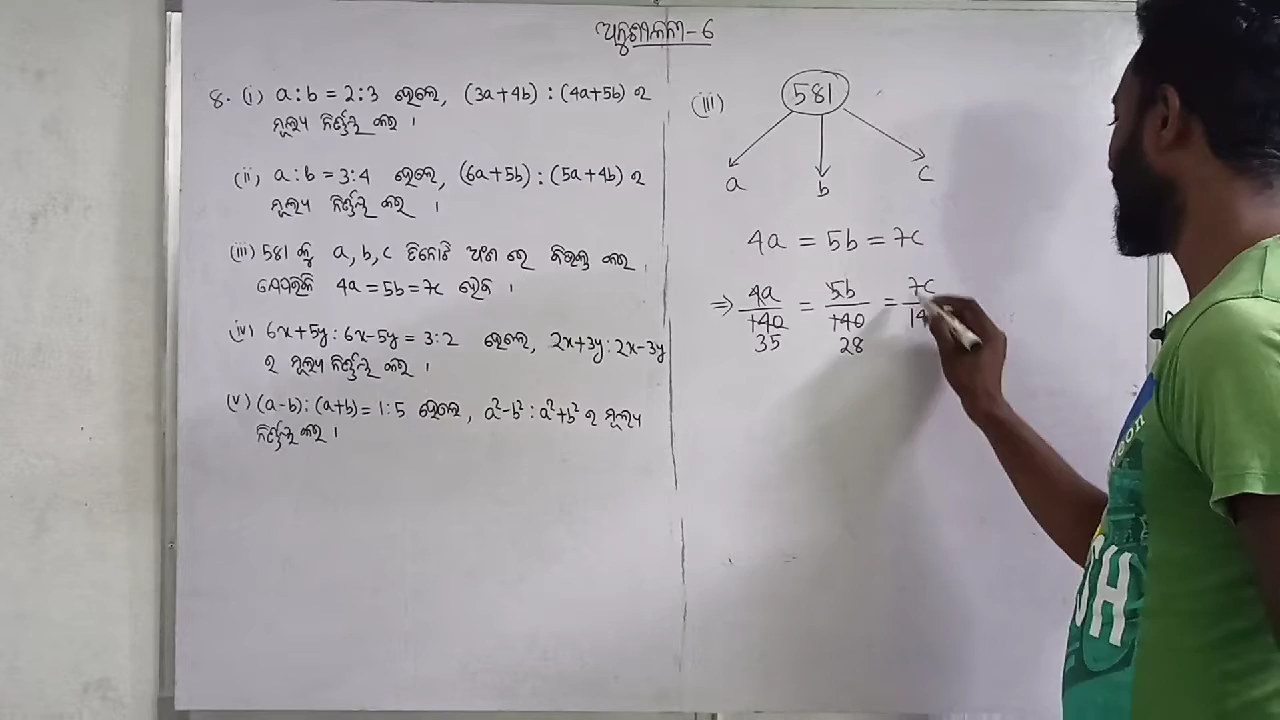 ଅନୁଶୀଳନୀ - 6
8. (i) a : b = 2:3 ହେଲେ, (3a+4b) : (4a+5b) ର
ମୂଲ୍ୟ ନିର୍ଣ୍ଣୟ କର ।
(ii) a : b = 3:4 ହେଲେ, (6a+5b) : (5a+4b) ର
ମୂଲ୍ୟ ନିର୍ଣ୍ଣୟ କର ।
(iii) 581 କୁ a, b, c ତିନୋଟି ଅଂଶ ରେ ବିଭକ୍ତ କର
ଯେପରିକି 4a = 5b = 7c ହେବ ।
(iv) 6x+5y : 6x-5y = 3:2 ହେଲେ, 2x+3y : 2x-3y
ର ମୂଲ୍ୟ ନିର୍ଣ୍ଣୟ କର ।
(v) (a-b) : (a+b) = 1:5 ହେଲେ, a²-b² : a²+b² ର ମୂଲ୍ୟ
ନିର୍ଣ୍ଣୟ କର ।
(iii) 581
a b c
4a = 5b = 7c
⇒ 4a/140 = 5b/140 = 7c/14
35 28